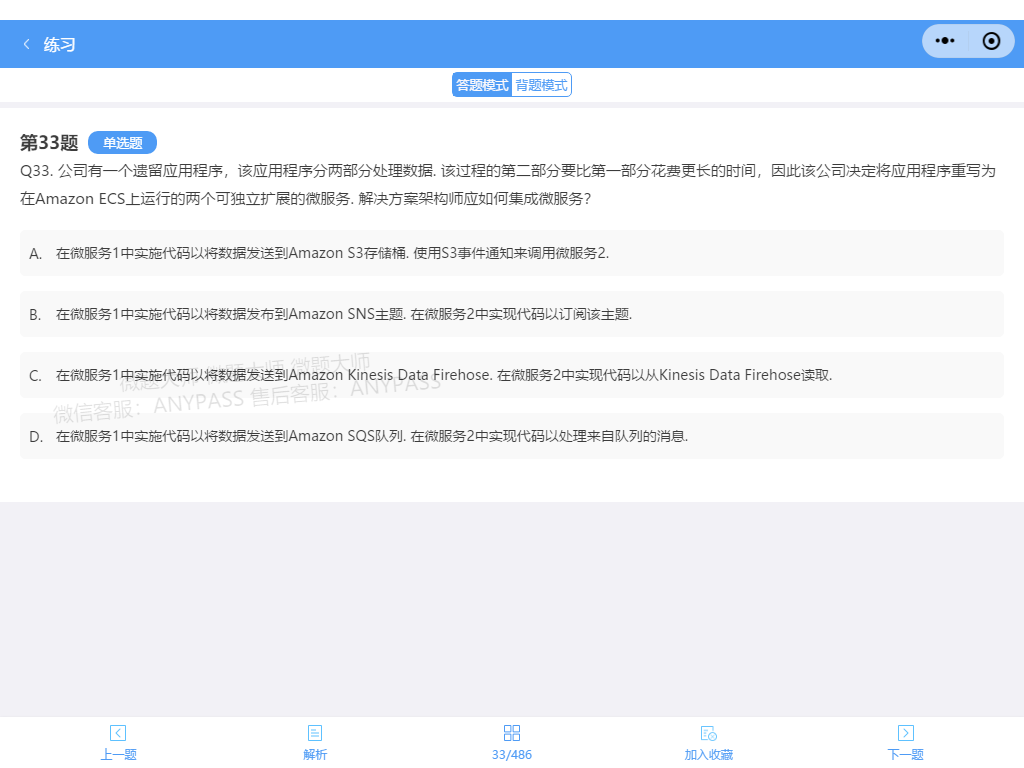 练习
答题模式 背题模式
第33题 单选题
Q33. 公司有一个遗留应用程序，该应用程序分两部分处理数据. 该过程的第二部分要比第一部分花费更长的时间，因此该公司决定将应用程序重写为
在Amazon ECS上运行的两个可独立扩展的微服务. 解决方案架构师应如何集成微服务?
A. 在微服务1中实施代码以将数据发送到Amazon S3存储桶. 使用S3事件通知来调用微服务2.
B. 在微服务1中实施代码以将数据发布到Amazon SNS主题. 在微服务2中实现代码以订阅该主题.
微题大师 微题大师 微题大师
C. 在微服务1中实施代码以将数据发送到Amazon Kinesis Data Firehose. 在微服务2中实现代码以从Kinesis Data Firehose读取.
微信客服：ANYPASS 售后客服：ANYPASS
D. 在微服务1中实施代码以将数据发送到Amazon SQS队列. 在微服务2中实现代码以处理来自队列的消息.
上一题 解析 33/486 加入收藏 下一题